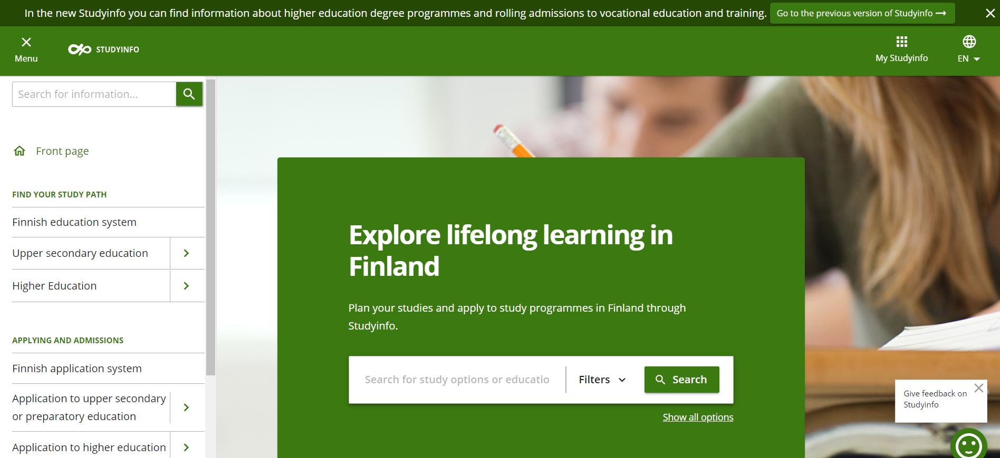 In the new Studyinfo you can find information about higher education degree programmes and rolling admissions to vocational education and training.
Go to the previous version of Studyinfo
Menu
STUDYINFO
My Studyinfo
EN
Search for information...
Front page
FIND YOUR STUDY PATH
Finnish education system
Upper secondary education
Higher Education
APPLYING AND ADMISSIONS
Finnish application system
Application to upper secondary
or preparatory education
Application to higher education
Explore lifelong learning in
Finland
Plan your studies and apply to study programmes in Finland through
Studyinfo.
Search for study options or educatio
Filters
Search
Show all options
Give feedback on
Studyinfo